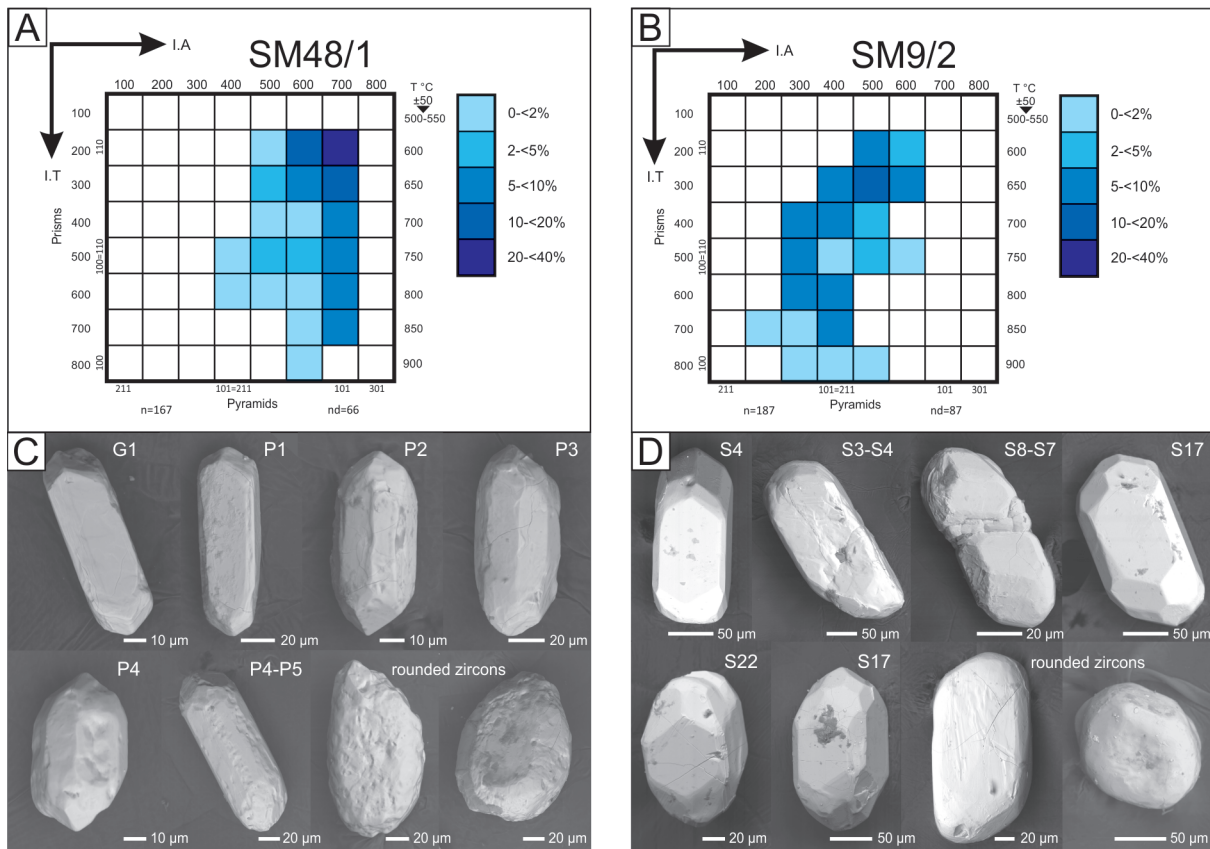 A
I.A
SM48/1
100 200 300 400 500 600 700 800
T °C
±50
500-550
I.T
Prisms
100
200 110 600
300 650
400 700
500 100=110 750
600 800
700 850
800 100 900
211 101=211 101 301
Pyramids
n=167 nd=66
0-<2%
2-<5%
5-<10%
10-<20%
20-<40%
B
I.A
SM9/2
100 200 300 400 500 600 700 800
T °C
±50
500-550
I.T
Prisms
100
200 110 600
300 650
400 700
500 100=110 750
600 800
700 850
800 100 900
211 101=211 101 301
Pyramids
n=187 nd=87
0-<2%
2-<5%
5-<10%
10-<20%
20-<40%
C
G1 P1 P2 P3
10 µm 20 µm 10 µm 20 µm
P4 P4-P5 rounded zircons
10 µm 20 µm 20 µm 20 µm
D
S4 S3-S4 S8-S7 S17
50 µm 50 µm 50 µm 50 µm
S22 S17 rounded zircons
20 µm 50 µm 20 µm 50 µm